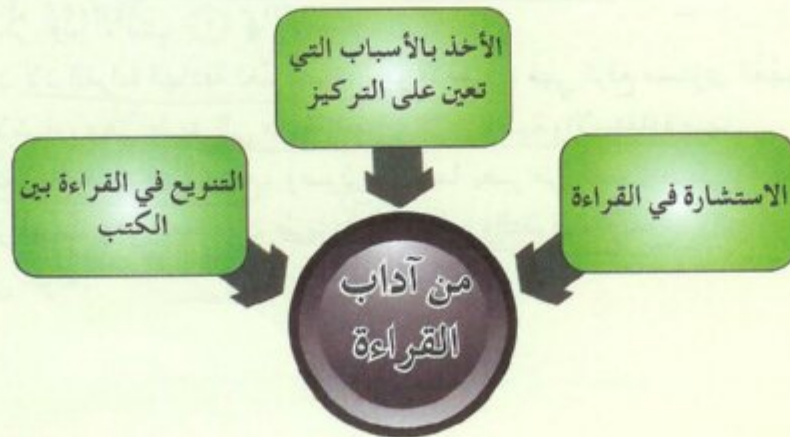 الأخذ بالأسباب التي
تعين على التركيز
الاستشارة في القراءة
التنويع في القراءة بين
الكتب
من آداب
القراءة